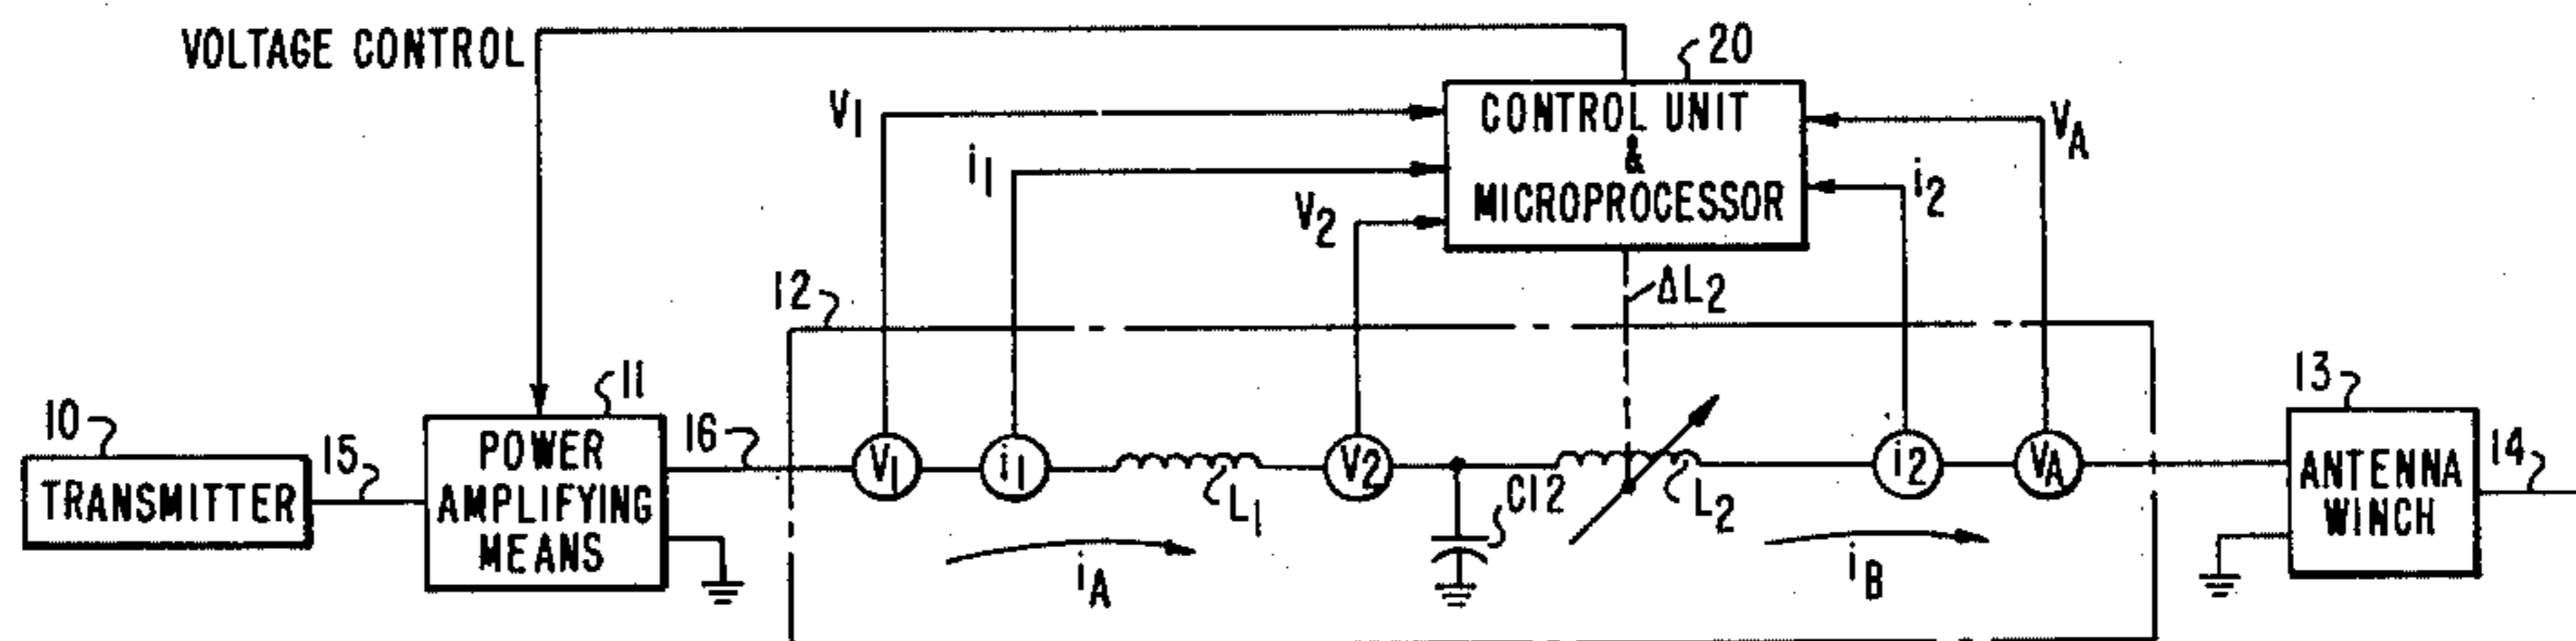 VOLTAGE CONTROL
20
V1
CONTROL UNIT
&
MICROPROCESSOR
VA
i1
i2
V2
12
ΔL2
11
13
10
15
POWER
AMPLIFYING
MEANS
16
V1
i1
V2
i2
VA
TRANSMITTER
L1
C12
L2
ANTENNA
WINCH
14
iA
iB